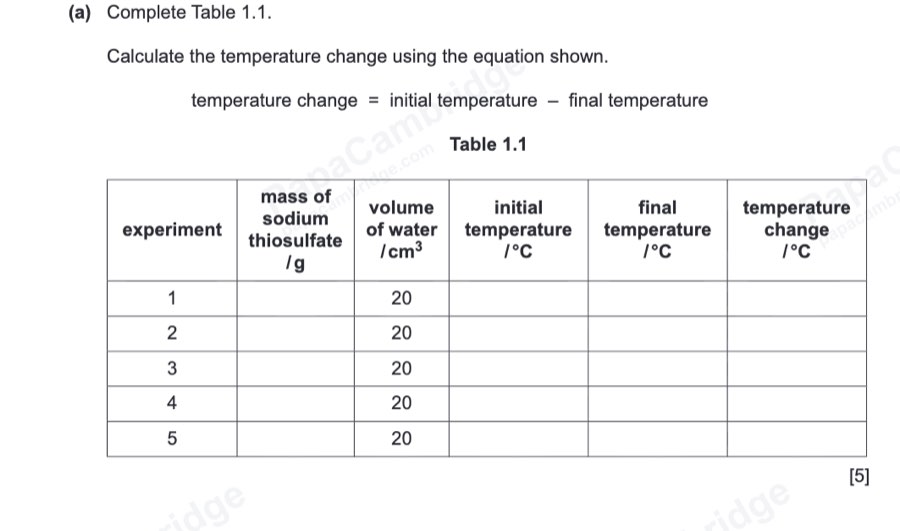 (a) Complete Table 1.1.
Calculate the temperature change using the equation shown.
temperature change = initial temperature – final temperature
Table 1.1
experiment
mass of
sodium
thiosulfate
/g
volume
of water
/cm³
initial
temperature
/°C
final
temperature
/°C
temperature
change
/°C
1 20
2 20
3 20
4 20
5 20
[5]